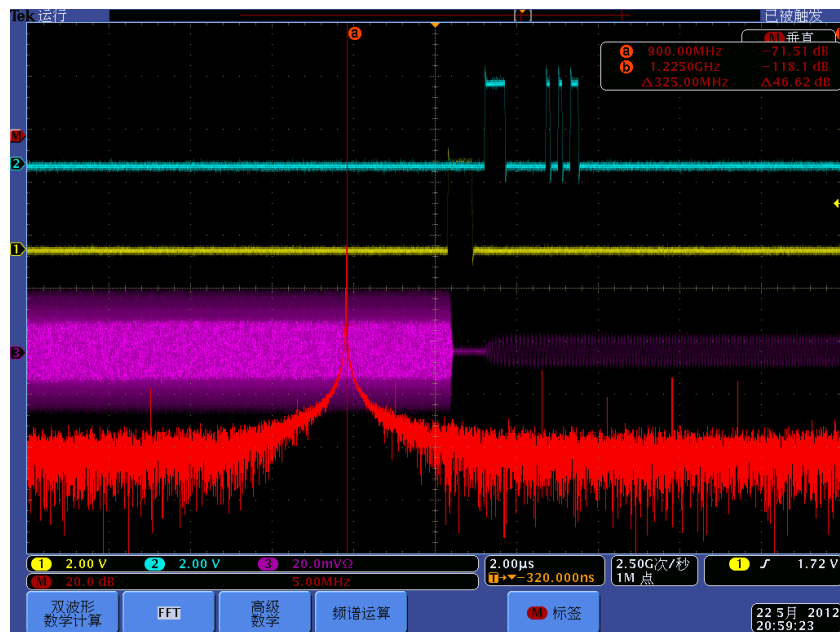 Tek 运行 [ ] 已被触发
M 垂直
a 900.00MHz -71.51 dB
b 1.2250GHz -118.1 dB
Δ325.00MHz Δ46.62 dB
a
M
2
1
3
1 2.00 V 2 2.00 V 3 20.0mVΩ 2.00μs 2.50G次/秒 1 ƒ 1.72 V
T→▼-320.000ns 1M 点
M 20.0 dB 5.00MHz
双波形 FFT 高级 频谱运算 M 标签
数学计算 数学
22 5月 2012
20:59:23